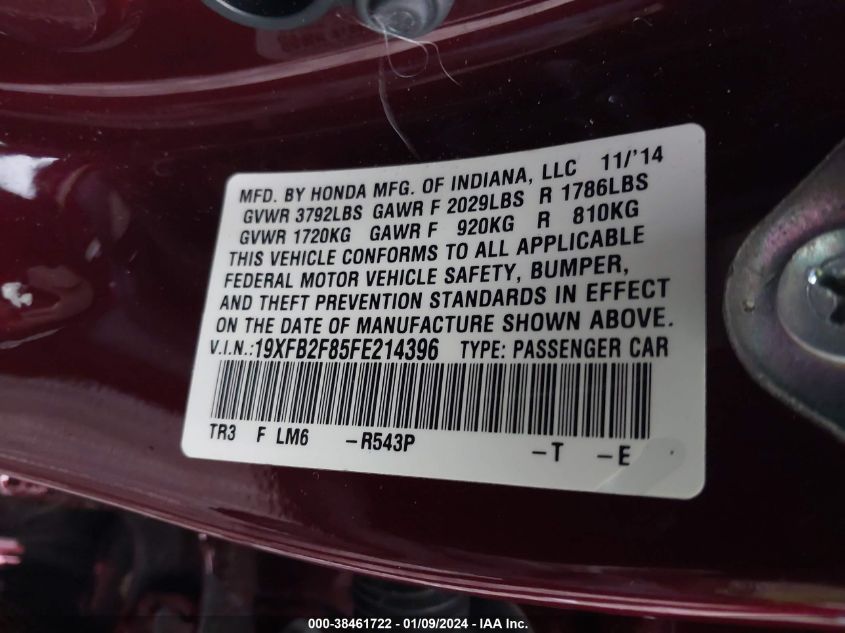 MFD. BY HONDA MFG. OF INDIANA, LLC 11/'14
GVWR 3792LBS GAWR F 2029LBS R 1786LBS
GVWR 1720KG GAWR F 920KG R 810KG
THIS VEHICLE CONFORMS TO ALL APPLICABLE
FEDERAL MOTOR VEHICLE SAFETY, BUMPER,
AND THEFT PREVENTION STANDARDS IN EFFECT
ON THE DATE OF MANUFACTURE SHOWN ABOVE.
V.I.N.:19XFB2F85FE214396 TYPE: PASSENGER CAR
TR3 F LM6 -R543P -T -E
000-38461722 - 01/09/2024 - IAA Inc.